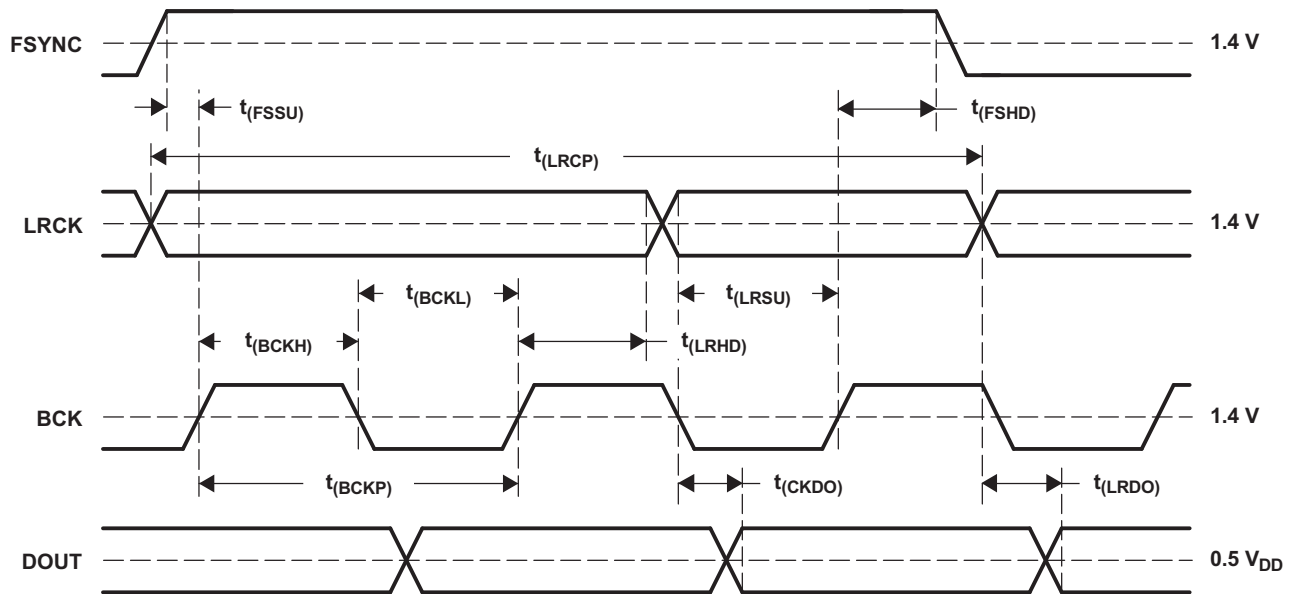 FSYNC
1.4 V
t(FSSU)
t(FSHD)
t(LRCP)
LRCK
1.4 V
t(BCKL)
t(LRSU)
t(BCKH)
t(LRHD)
BCK
1.4 V
t(BCKP)
t(CKDO)
t(LRDO)
DOUT
0.5 VDD